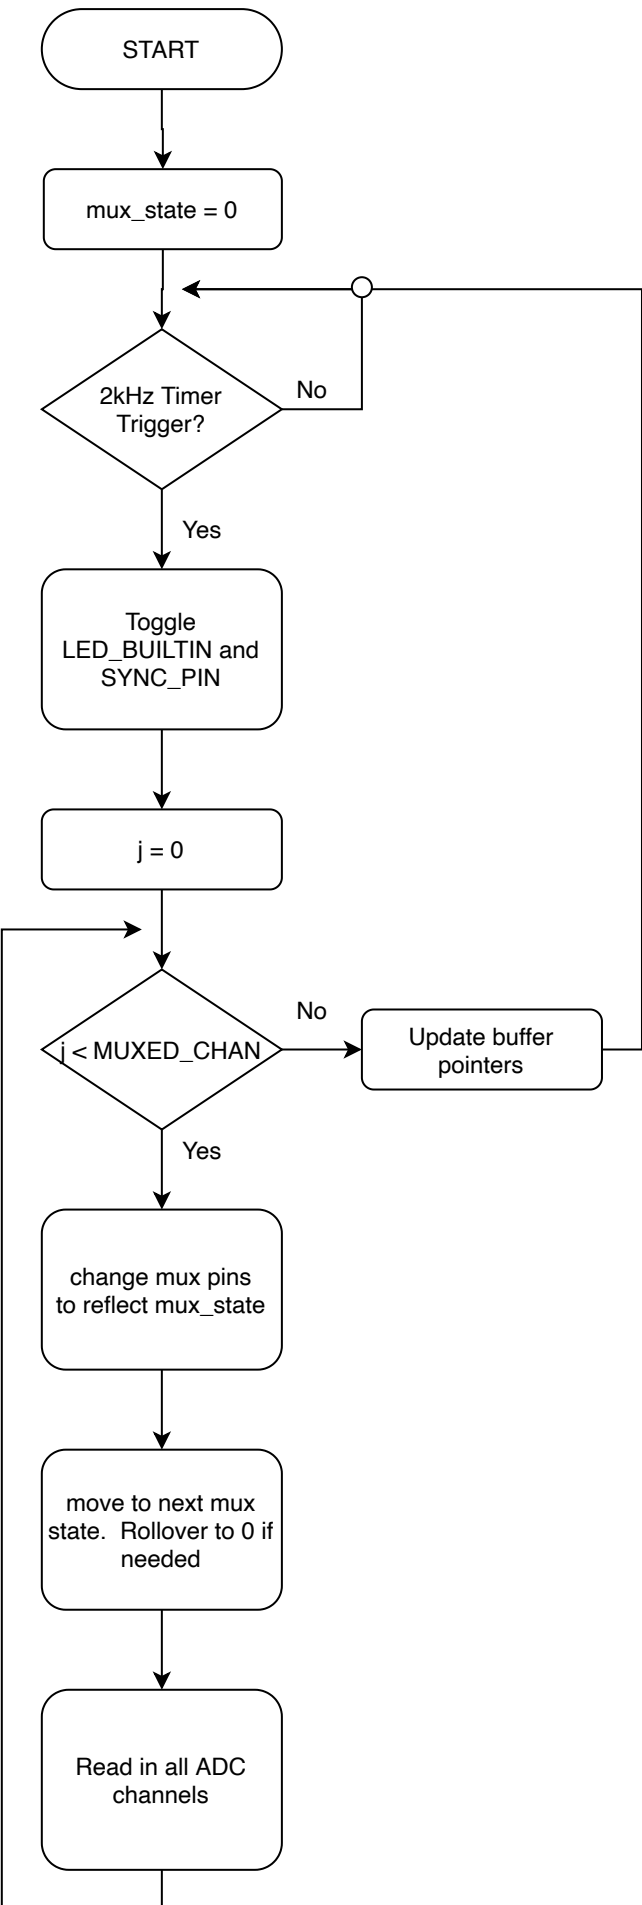 START
mux_state = 0
2kHz Timer
Trigger?
No
Yes
Toggle
LED_BUILTIN and
SYNC_PIN
j = 0
j < MUXED_CHAN
No
Update buffer
pointers
Yes
change mux pins
to reflect mux_state
move to next mux
state.  Rollover to 0 if
needed
Read in all ADC
channels